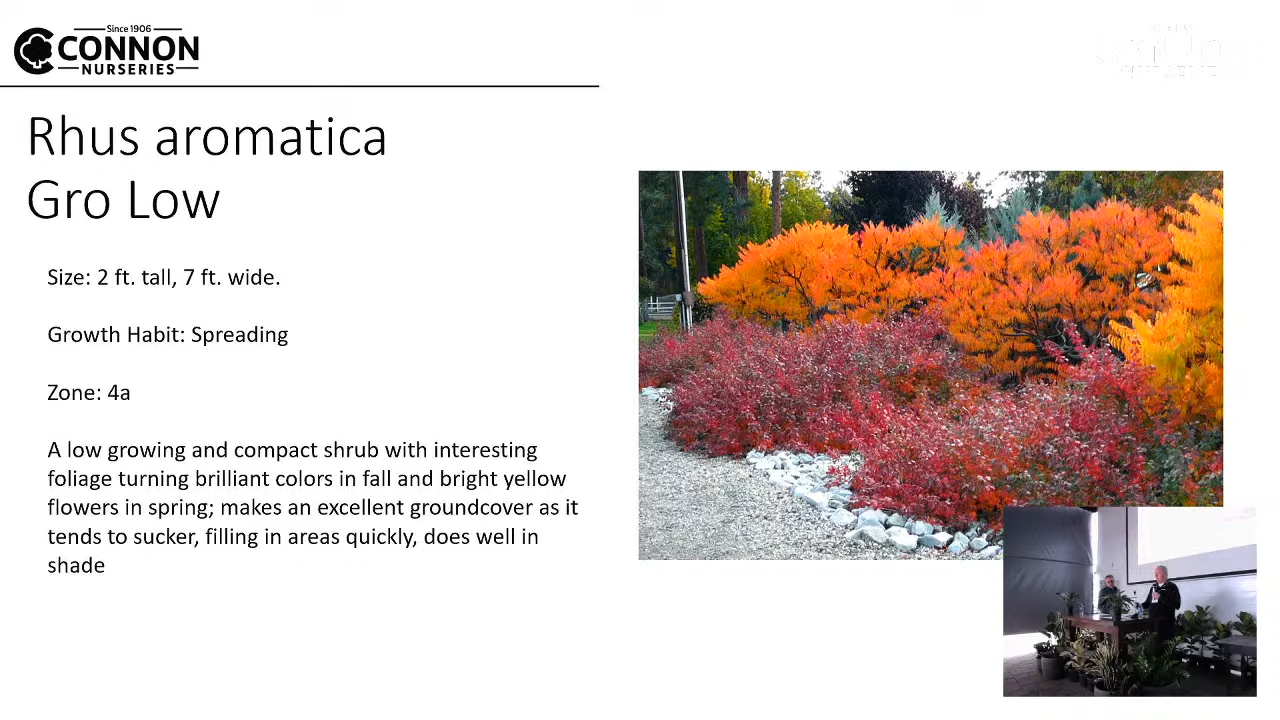 Since 1906
CONNON
NURSERIES
Rhus aromatica
Gro Low
Size: 2 ft. tall, 7 ft. wide.
Growth Habit: Spreading
Zone: 4a
A low growing and compact shrub with interesting
foliage turning brilliant colors in fall and bright yellow
flowers in spring; makes an excellent groundcover as it
tends to sucker, filling in areas quickly, does well in
shade